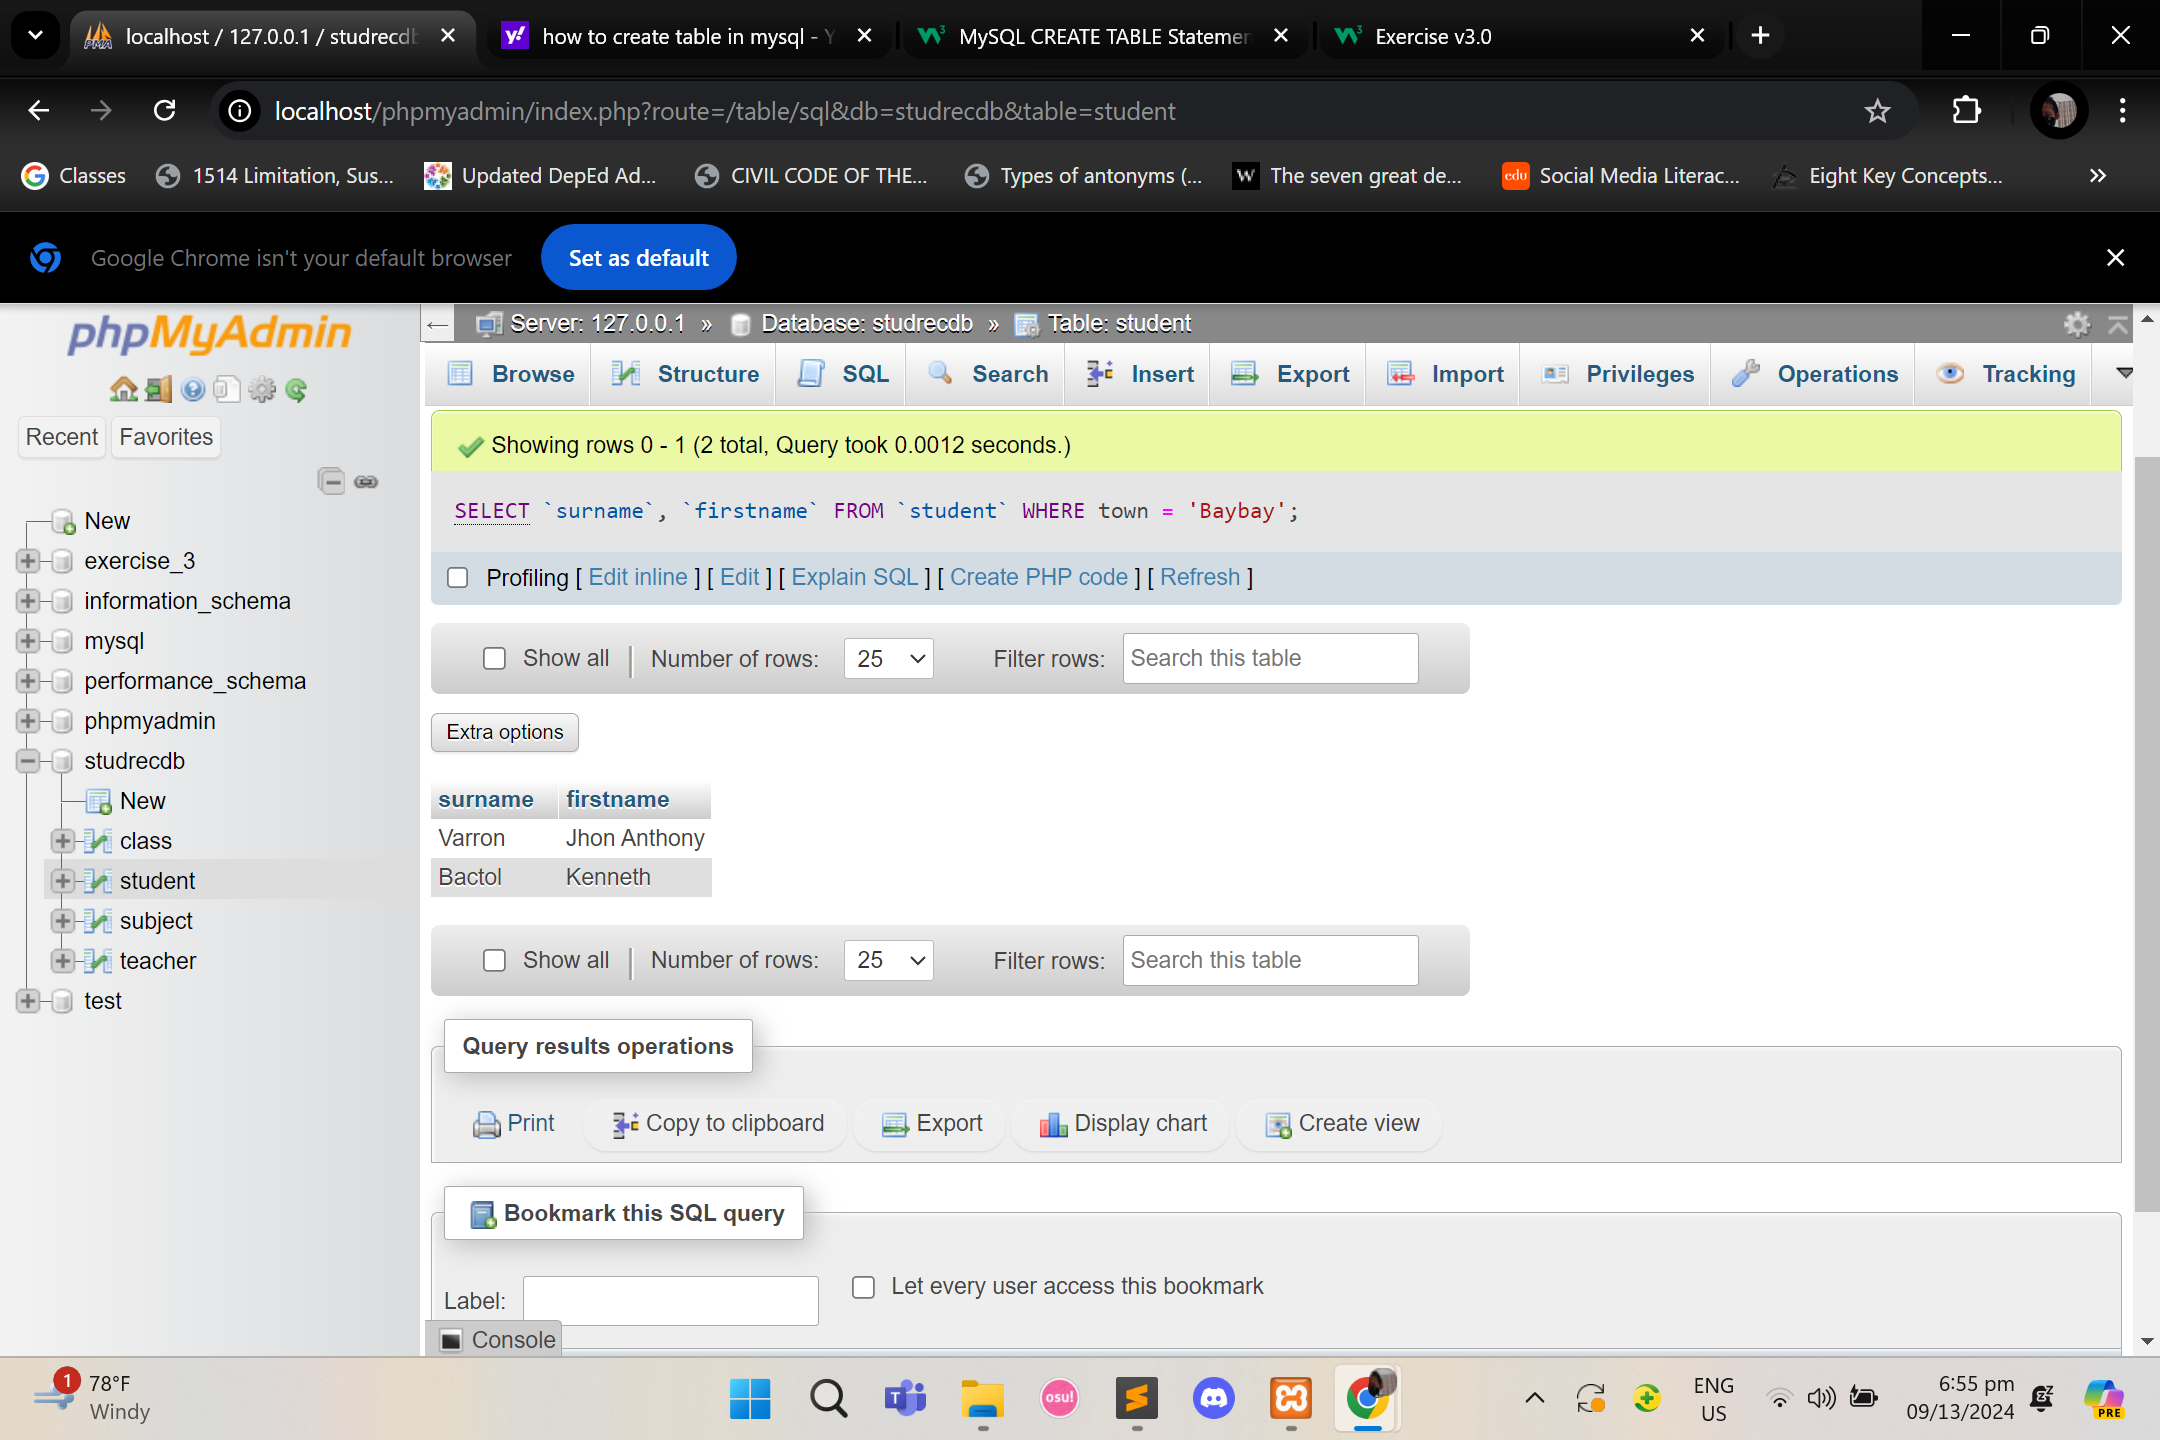 localhost / 127.0.0.1 / studrecdb
how to create table in mysql - Y
MySQL CREATE TABLE Statemen
Exercise v3.0
localhost/phpmyadmin/index.php?route=/table/sql&db=studrecdb&table=student
Classes
1514 Limitation, Sus...
Updated DepEd Ad...
CIVIL CODE OF THE...
Types of antonyms (...
W The seven great de...
edu Social Media Literac...
Eight Key Concepts...
Google Chrome isn't your default browser
Set as default
phpMyAdmin
Server: 127.0.0.1 » Database: studrecdb » Table: student
Browse Structure SQL Search Insert Export Import Privileges Operations Tracking
Recent Favorites
New
exercise_3
information_schema
mysql
performance_schema
phpmyadmin
studrecdb
New
class
student
subject
teacher
test
Showing rows 0 - 1 (2 total, Query took 0.0012 seconds.)
SELECT `surname`, `firstname` FROM `student` WHERE town = 'Baybay';
Profiling [ Edit inline ] [ Edit ] [ Explain SQL ] [ Create PHP code ] [ Refresh ]
Show all | Number of rows: 25 Filter rows: Search this table
Extra options
surname firstname
Varron Jhon Anthony
Bactol Kenneth
Show all | Number of rows: 25 Filter rows: Search this table
Query results operations
Print Copy to clipboard Export Display chart Create view
Bookmark this SQL query
Label: Let every user access this bookmark
Console
1
78°F
Windy
osu!
ENG
US
6:55 pm
09/13/2024
PRE